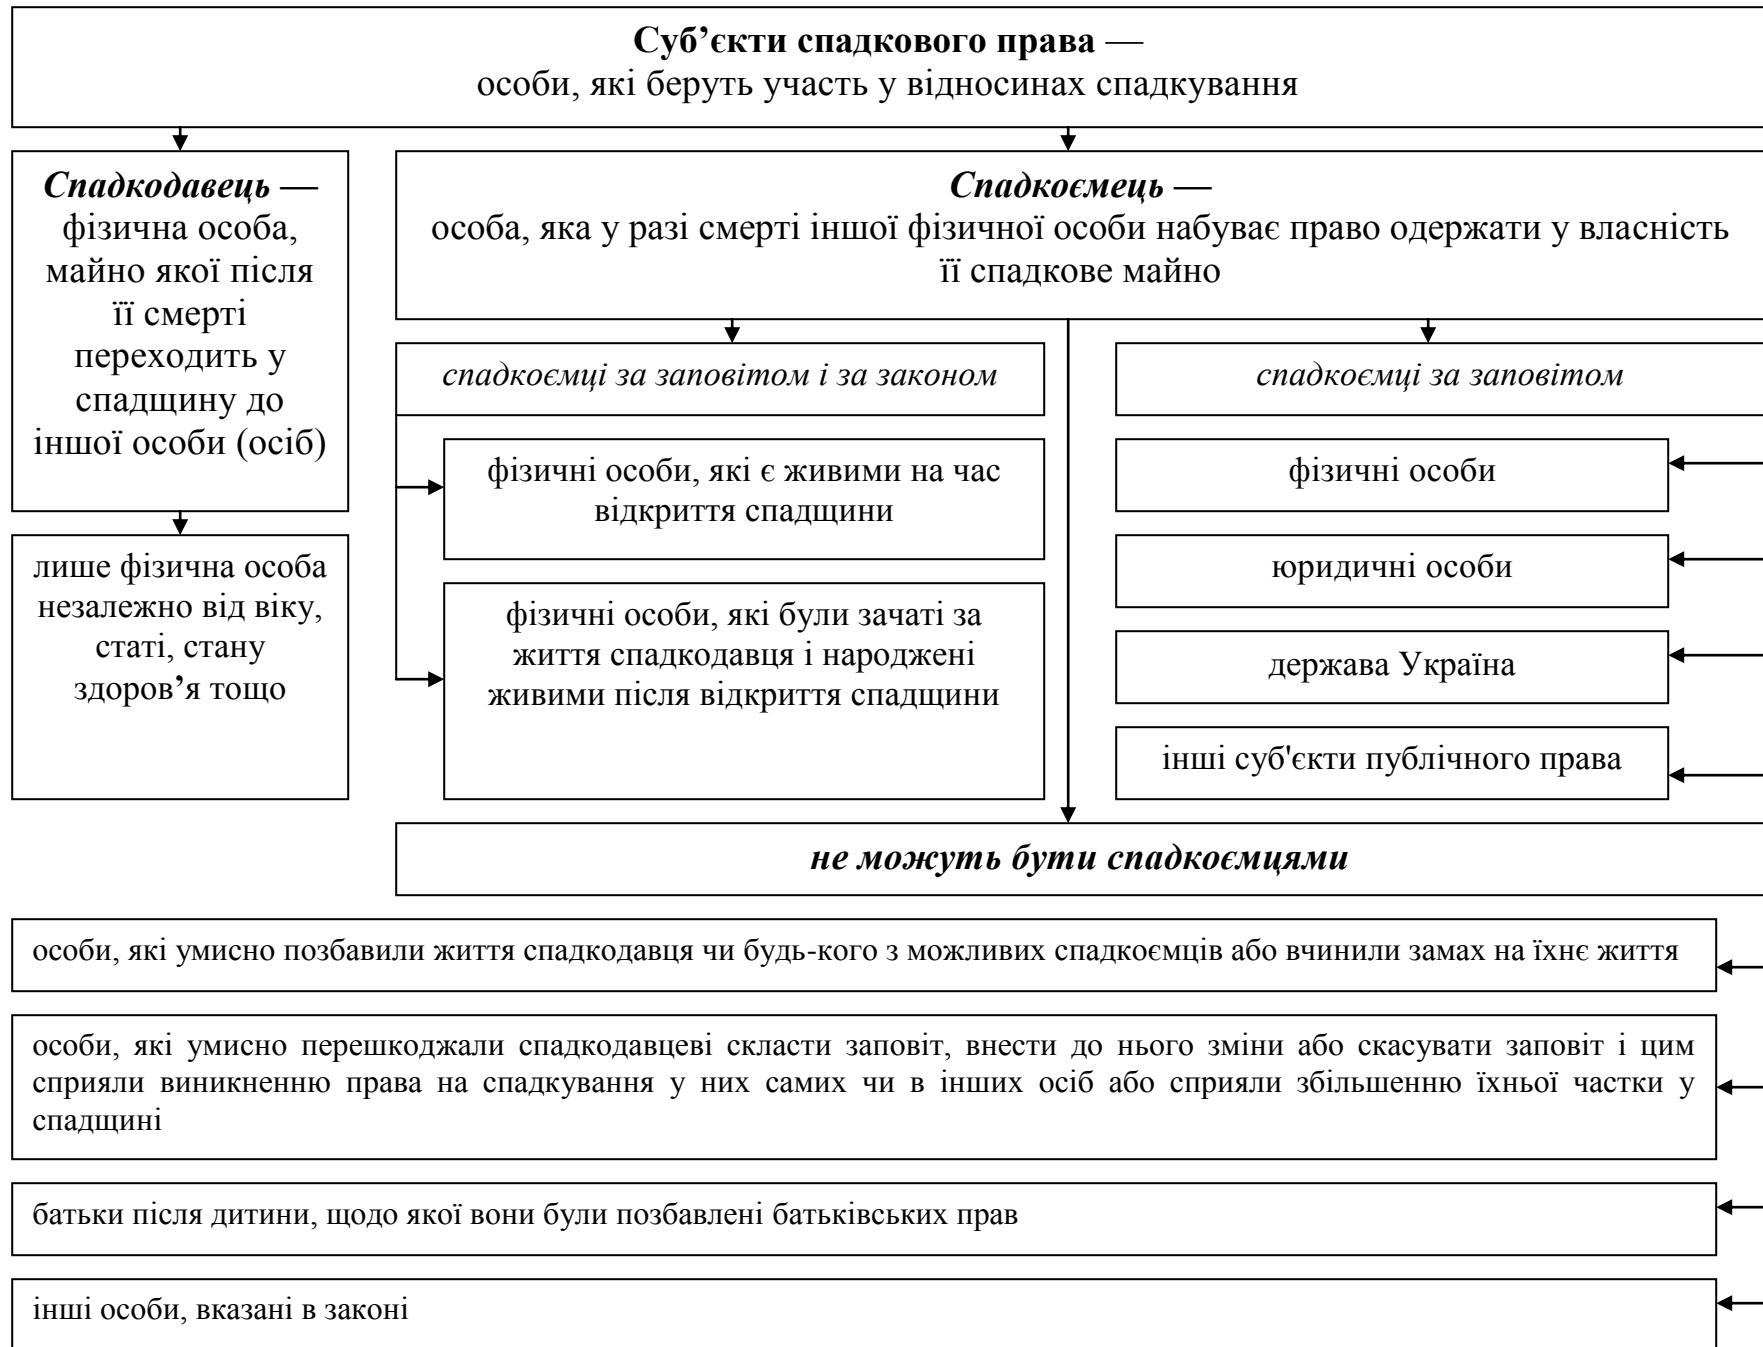 Суб’єкти спадкового права —
особи, які беруть участь у відносинах спадкування
Спадкодавець —
фізична особа,
майно якої після
її смерті
переходить у
спадщину до
іншої особи (осіб)
лише фізична особа
незалежно від віку,
статі, стану
здоров’я тощо
Спадкоємець —
особа, яка у разі смерті іншої фізичної особи набуває право одержати у власність
її спадкове майно
спадкоємці за заповітом і за законом
фізичні особи, які є живими на час
відкриття спадщини
фізичні особи, які були зачаті за
життя спадкодавця і народжені
живими після відкриття спадщини
спадкоємці за заповітом
фізичні особи
юридичні особи
держава Україна
інші суб'єкти публічного права
не можуть бути спадкоємцями
особи, які умисно позбавили життя спадкодавця чи будь-кого з можливих спадкоємців або вчинили замах на їхнє життя
особи, які умисно перешкоджали спадкодавцеві скласти заповіт, внести до нього зміни або скасувати заповіт і цим
сприяли виникненню права на спадкування у них самих чи в інших осіб або сприяли збільшенню їхньої частки у
спадщині
батьки після дитини, щодо якої вони були позбавлені батьківських прав
інші особи, вказані в законі